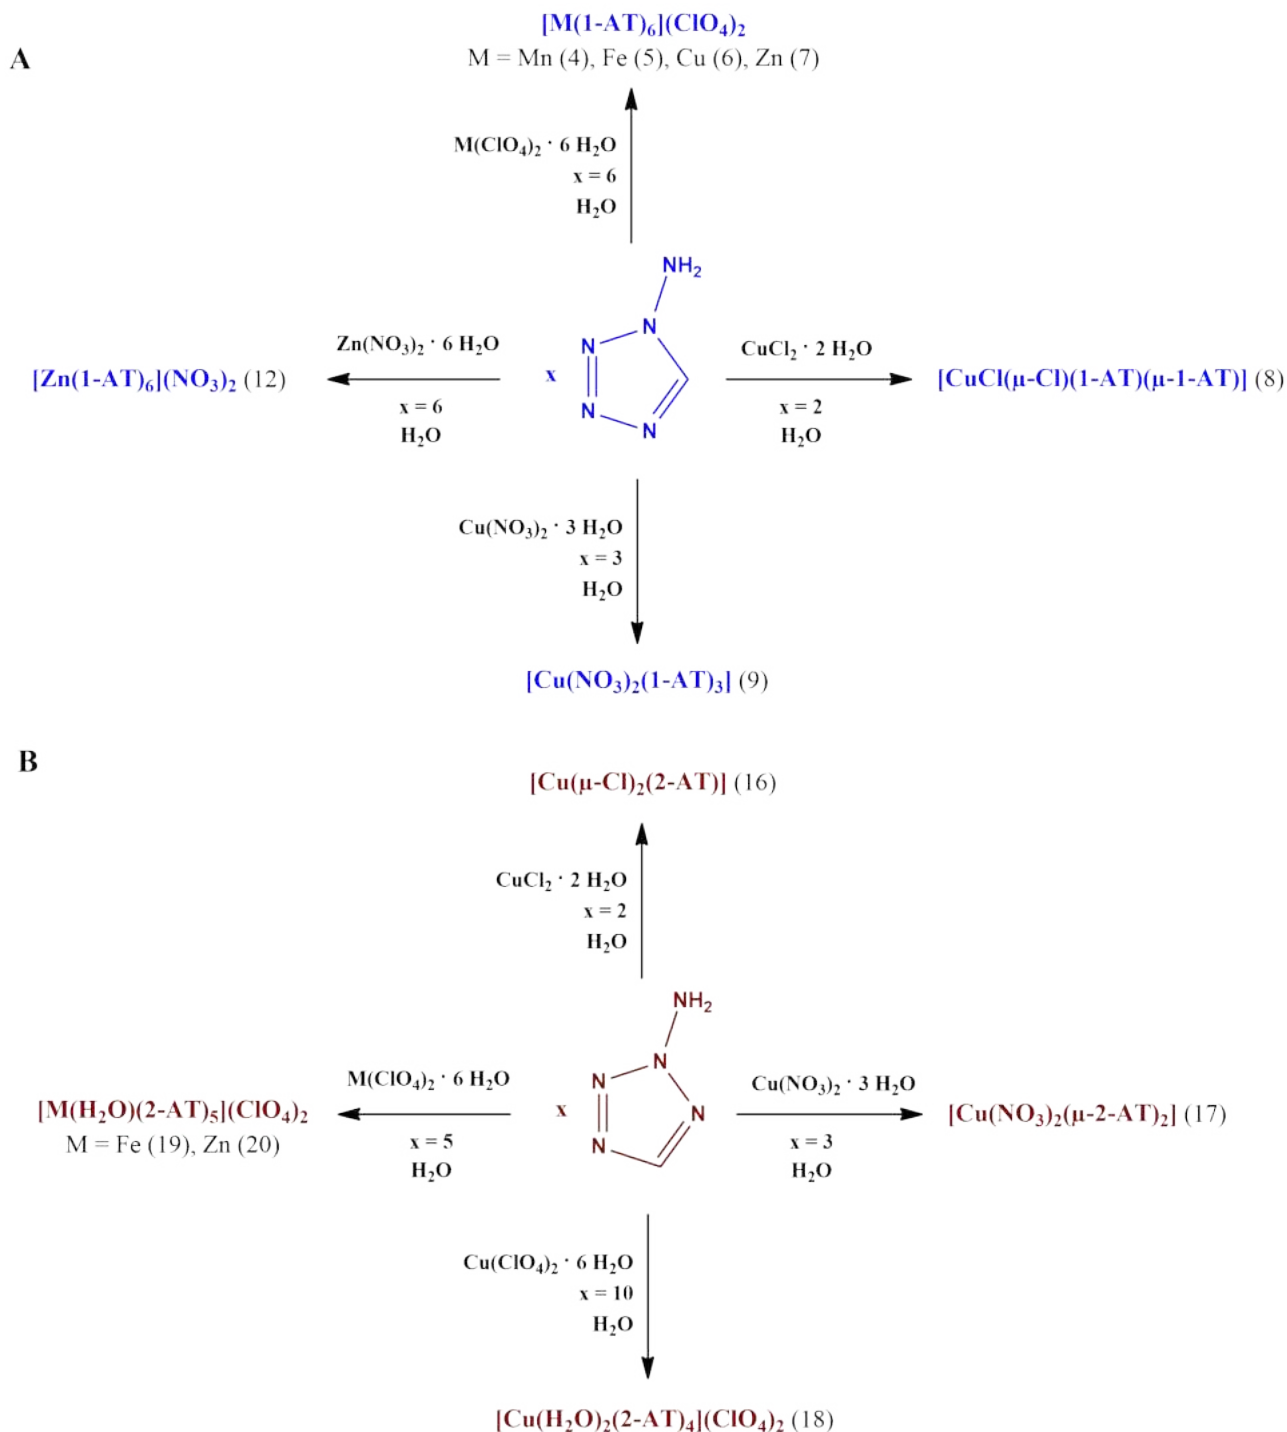 A
[M(1-AT)₆](ClO₄)₂
M = Mn (4), Fe (5), Cu (6), Zn (7)
M(ClO₄)₂ · 6 H₂O
x = 6
H₂O
NH₂
N
N
N
N
x
Zn(NO₃)₂ · 6 H₂O
x = 6
H₂O
[Zn(1-AT)₆](NO₃)₂ (12)
CuCl₂ · 2 H₂O
x = 2
H₂O
[CuCl(μ-Cl)(1-AT)(μ-1-AT)] (8)
Cu(NO₃)₂ · 3 H₂O
x = 3
H₂O
[Cu(NO₃)₂(1-AT)₃] (9)
B
[Cu(μ-Cl)₂(2-AT)] (16)
CuCl₂ · 2 H₂O
x = 2
H₂O
NH₂
N
N
N
N
x
M(ClO₄)₂ · 6 H₂O
x = 5
H₂O
[M(H₂O)(2-AT)₅](ClO₄)₂
M = Fe (19), Zn (20)
Cu(NO₃)₂ · 3 H₂O
x = 3
H₂O
[Cu(NO₃)₂(μ-2-AT)₂] (17)
Cu(ClO₄)₂ · 6 H₂O
x = 10
H₂O
[Cu(H₂O)₂(2-AT)₄](ClO₄)₂ (18)